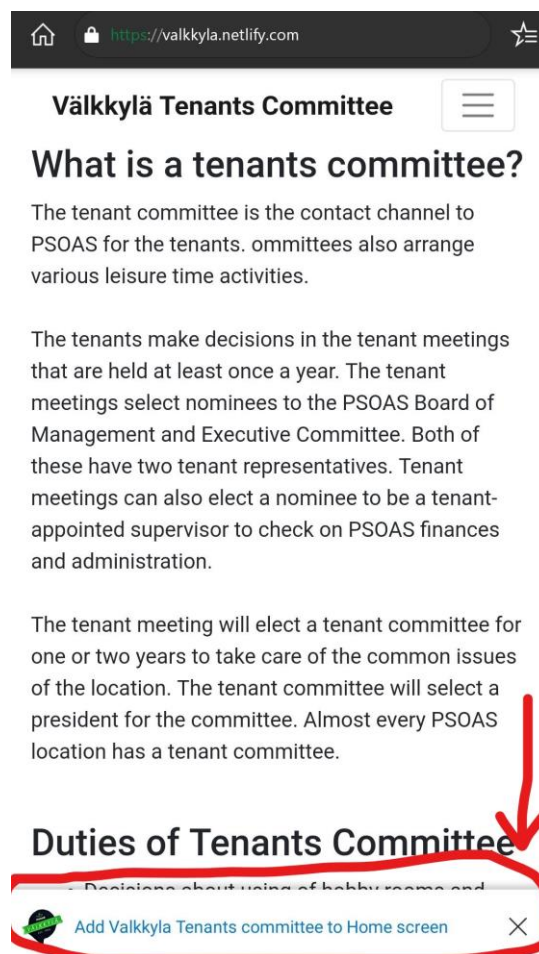 https://valkkyla.netlify.com
Välkkylä Tenants Committee
What is a tenants committee?
The tenant committee is the contact channel to
PSOAS for the tenants. ommittees also arrange
various leisure time activities.
The tenants make decisions in the tenant meetings
that are held at least once a year. The tenant
meetings select nominees to the PSOAS Board of
Management and Executive Committee. Both of
these have two tenant representatives. Tenant
meetings can also elect a nominee to be a tenant-
appointed supervisor to check on PSOAS finances
and administration.
The tenant meeting will elect a tenant committee for
one or two years to take care of the common issues
of the location. The tenant committee will select a
president for the committee. Almost every PSOAS
location has a tenant committee.
Duties of Tenants Committee
Decisions about using of hobby rooms and
Add Valkkyla Tenants committee to Home screen